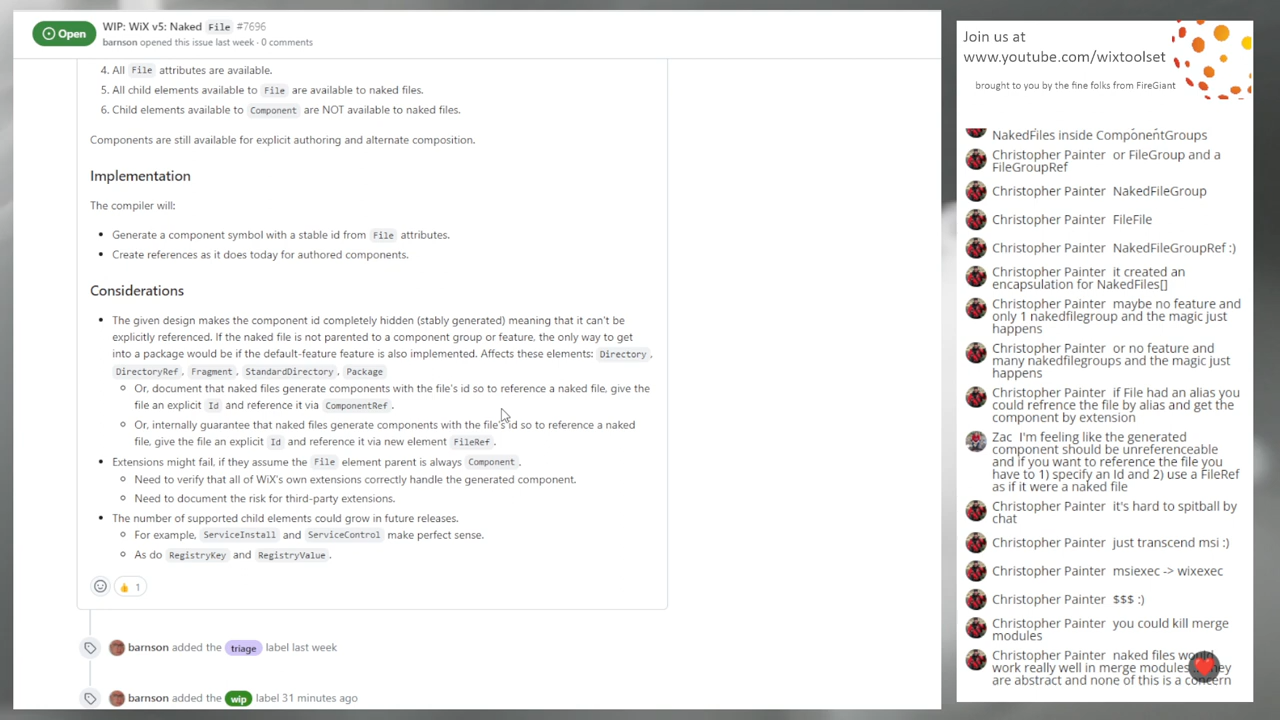 Open
WIP: WiX v5: Naked File #7696
barnson opened this issue last week · 0 comments
4. All File attributes are available.
5. All child elements available to File are available to naked files.
6. Child elements available to Component are NOT available to naked files.
Components are still available for explicit authoring and alternate composition.
Implementation
The compiler will:
Generate a component symbol with a stable id from File attributes.
Create references as it does today for authored components.
Considerations
The given design makes the component id completely hidden (stably generated) meaning that it can't be
explicitly referenced. If the naked file is not parented to a component group or feature, the only way to get
into a package would be if the default-feature feature is also implemented. Affects these elements: Directory ,
DirectoryRef , Fragment , StandardDirectory , Package
Or, document that naked files generate components with the file's id so to reference a naked file, give the
file an explicit Id and reference it via ComponentRef .
Or, internally guarantee that naked files generate components with the file's id so to reference a naked
file, give the file an explicit Id and reference it via new element FileRef .
Extensions might fail, if they assume the File element parent is always Component .
Need to verify that all of WiX's own extensions correctly handle the generated component.
Need to document the risk for third-party extensions.
The number of supported child elements could grow in future releases.
For example, ServiceInstall and ServiceControl make perfect sense.
As do RegistryKey and RegistryValue .
👍 1
barnson added the triage label last week
barnson added the wip label 31 minutes ago
Join us at
www.youtube.com/wixtoolset
brought to you by the fine folks from FireGiant
NakedFiles inside ComponentGroups
Christopher Painter or FileGroup and a
FileGroupRef
Christopher Painter NakedFileGroup
Christopher Painter FileFile
Christopher Painter NakedFileGroupRef :)
Christopher Painter it created an
encapsulation for NakedFiles[]
Christopher Painter maybe no feature and
only 1 nakedfilegroup and the magic just
happens
Christopher Painter or no feature and
many nakedfilegroups and the magic just
happens
Christopher Painter if File had an alias you
could refrence the file by alias and get the
component by extension
Zac I'm feeling like the generated
component should be unreferenceable
and if you want to reference the file you
have to 1) specify an Id and 2) use a FileRef
as if it were a naked file
Christopher Painter it's hard to spitball by
chat
Christopher Painter just transcend msi :)
Christopher Painter msiexec -> wixexec
Christopher Painter $$$ :)
Christopher Painter you could kill merge
modules
Christopher Painter naked files would
work really well in merge modules they
are abstract and none of this is a concern